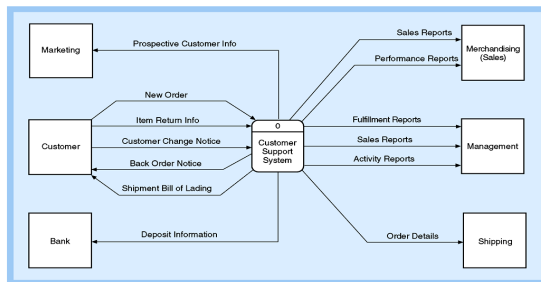 Sales Reports
Prospective Customer Info
Marketing
Merchandising
(Sales)
Performance Reports
New Order
0
Item Return Info
Fulfillment Reports
Customer
Customer Change Notice
Customer
Support
System
Sales Reports
Management
Back Order Notice
Activity Reports
Shipment Bill of Lading
Bank
Deposit Information
Order Details
Shipping